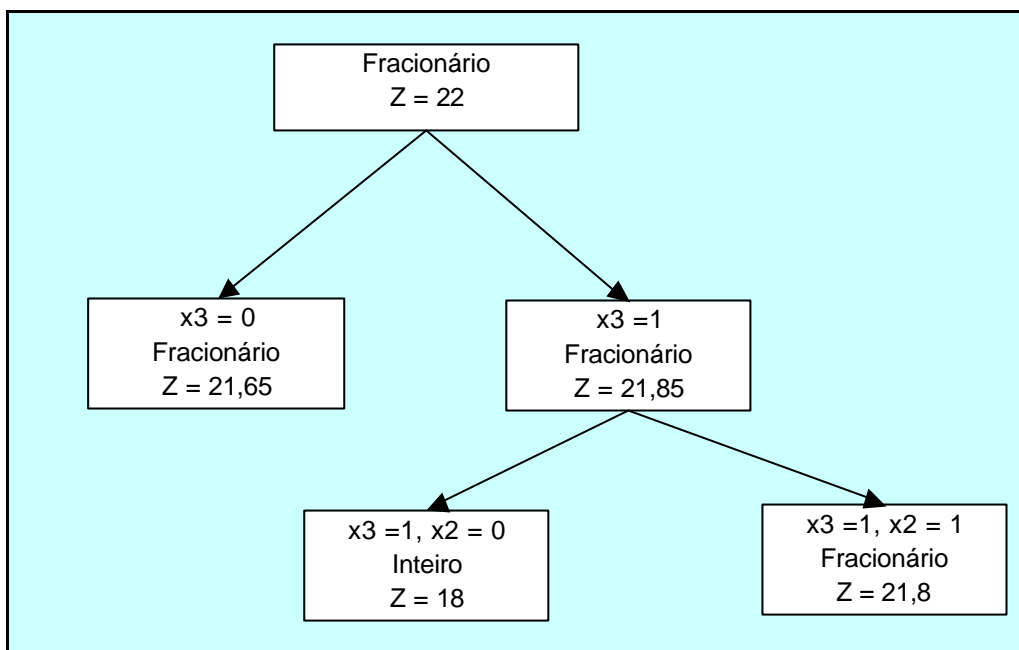 Fracionário
Z = 22
x3 = 0
Fracionário
Z = 21,65
x3 =1
Fracionário
Z = 21,85
x3 =1, x2 = 0
Inteiro
Z = 18
x3 =1, x2 = 1
Fracionário
Z = 21,8